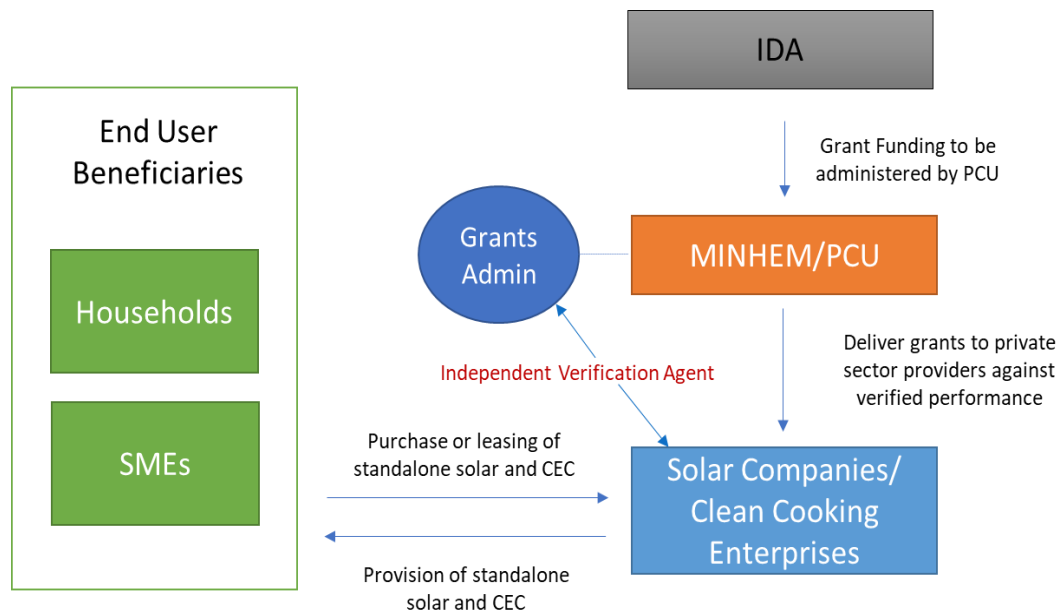 IDA
End User
Beneficiaries
Grant Funding to be
administered by PCU
Grants
Admin
MINHEM/PCU
Households
Independent Verification Agent
Deliver grants to private
sector providers against
verified performance
SMEs
Purchase or leasing of
standalone solar and CEC
Solar Companies/
Clean Cooking
Enterprises
Provision of standalone
solar and CEC